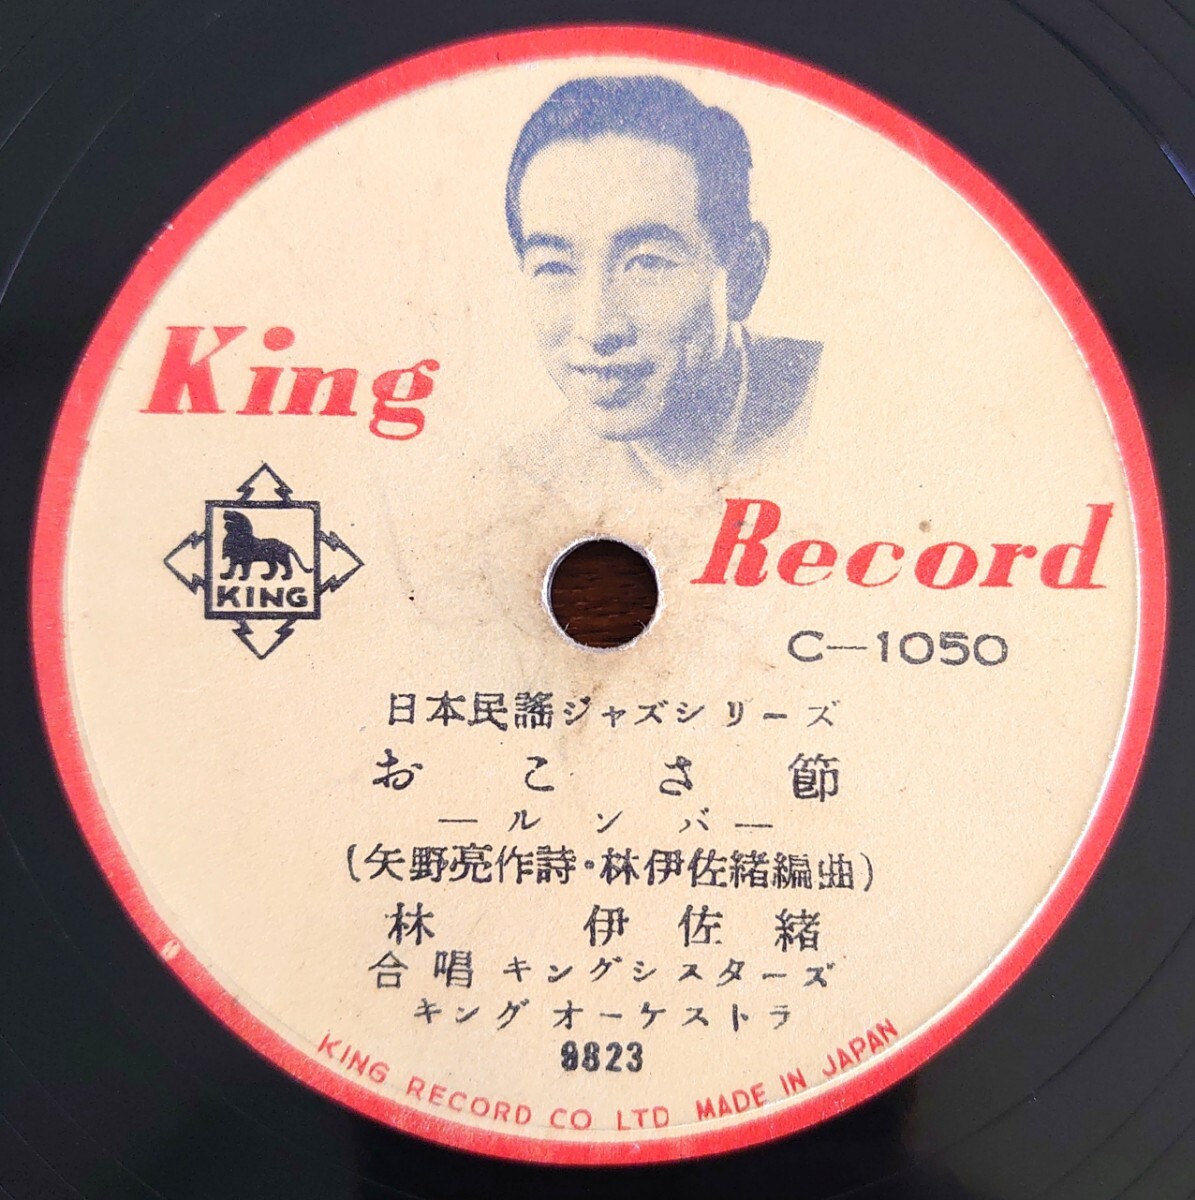 King
Record
KING
C—1050
日本民謡ジャズシリーズ
おこさ節
—ルンバ—
(矢野亮作詩・林伊佐緒編曲)
林 伊佐緒
合唱 キングシスターズ
キングオーケストラ
9823
KING RECORD CO LTD MADE IN JAPAN